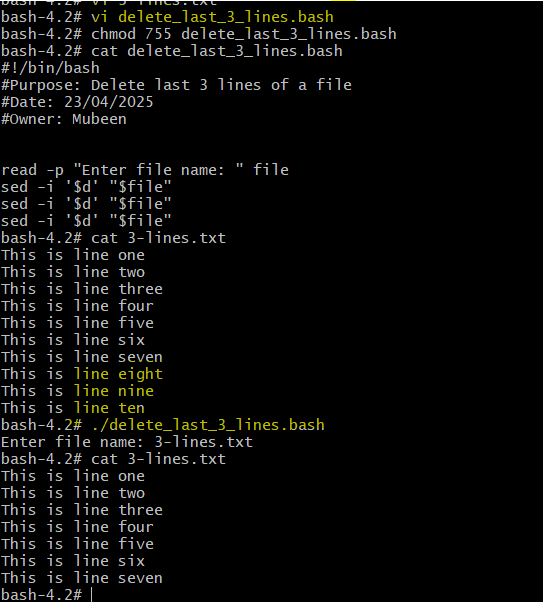 bash-4.2# vi 3-lines.txt
bash-4.2# vi delete_last_3_lines.bash
bash-4.2# chmod 755 delete_last_3_lines.bash
bash-4.2# cat delete_last_3_lines.bash
#!/bin/bash
#Purpose: Delete last 3 lines of a file
#Date: 23/04/2025
#Owner: Mubeen
read -p "Enter file name: " file
sed -i '$d' "$file"
sed -i '$d' "$file"
sed -i '$d' "$file"
bash-4.2# cat 3-lines.txt
This is line one
This is line two
This is line three
This is line four
This is line five
This is line six
This is line seven
This is line eight
This is line nine
This is line ten
bash-4.2# ./delete_last_3_lines.bash
Enter file name: 3-lines.txt
bash-4.2# cat 3-lines.txt
This is line one
This is line two
This is line three
This is line four
This is line five
This is line six
This is line seven
bash-4.2#